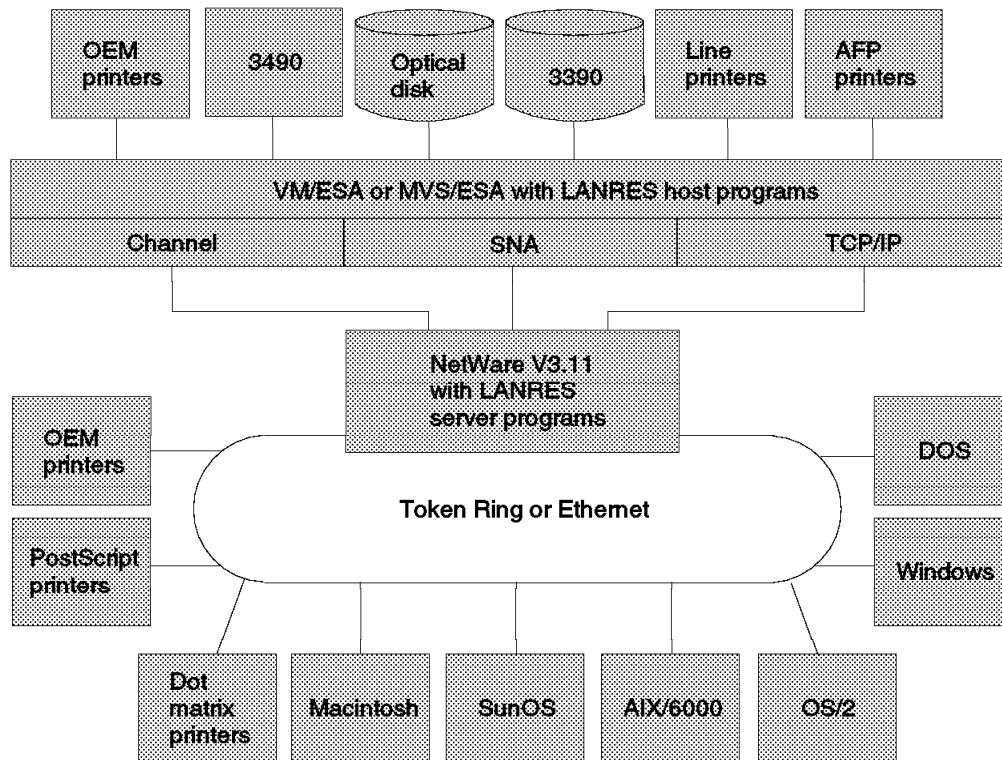 OEM
printers
3490
Optical
disk
3390
Line
printers
AFP
printers
VM/ESA or MVS/ESA with LANRES host programs
Channel
SNA
TCP/IP
NetWare V3.11
with LANRES
server programs
OEM
printers
DOS
Token Ring or Ethernet
PostScript
printers
Windows
Dot
matrix
printers
Macintosh
SunOS
AIX/6000
OS/2